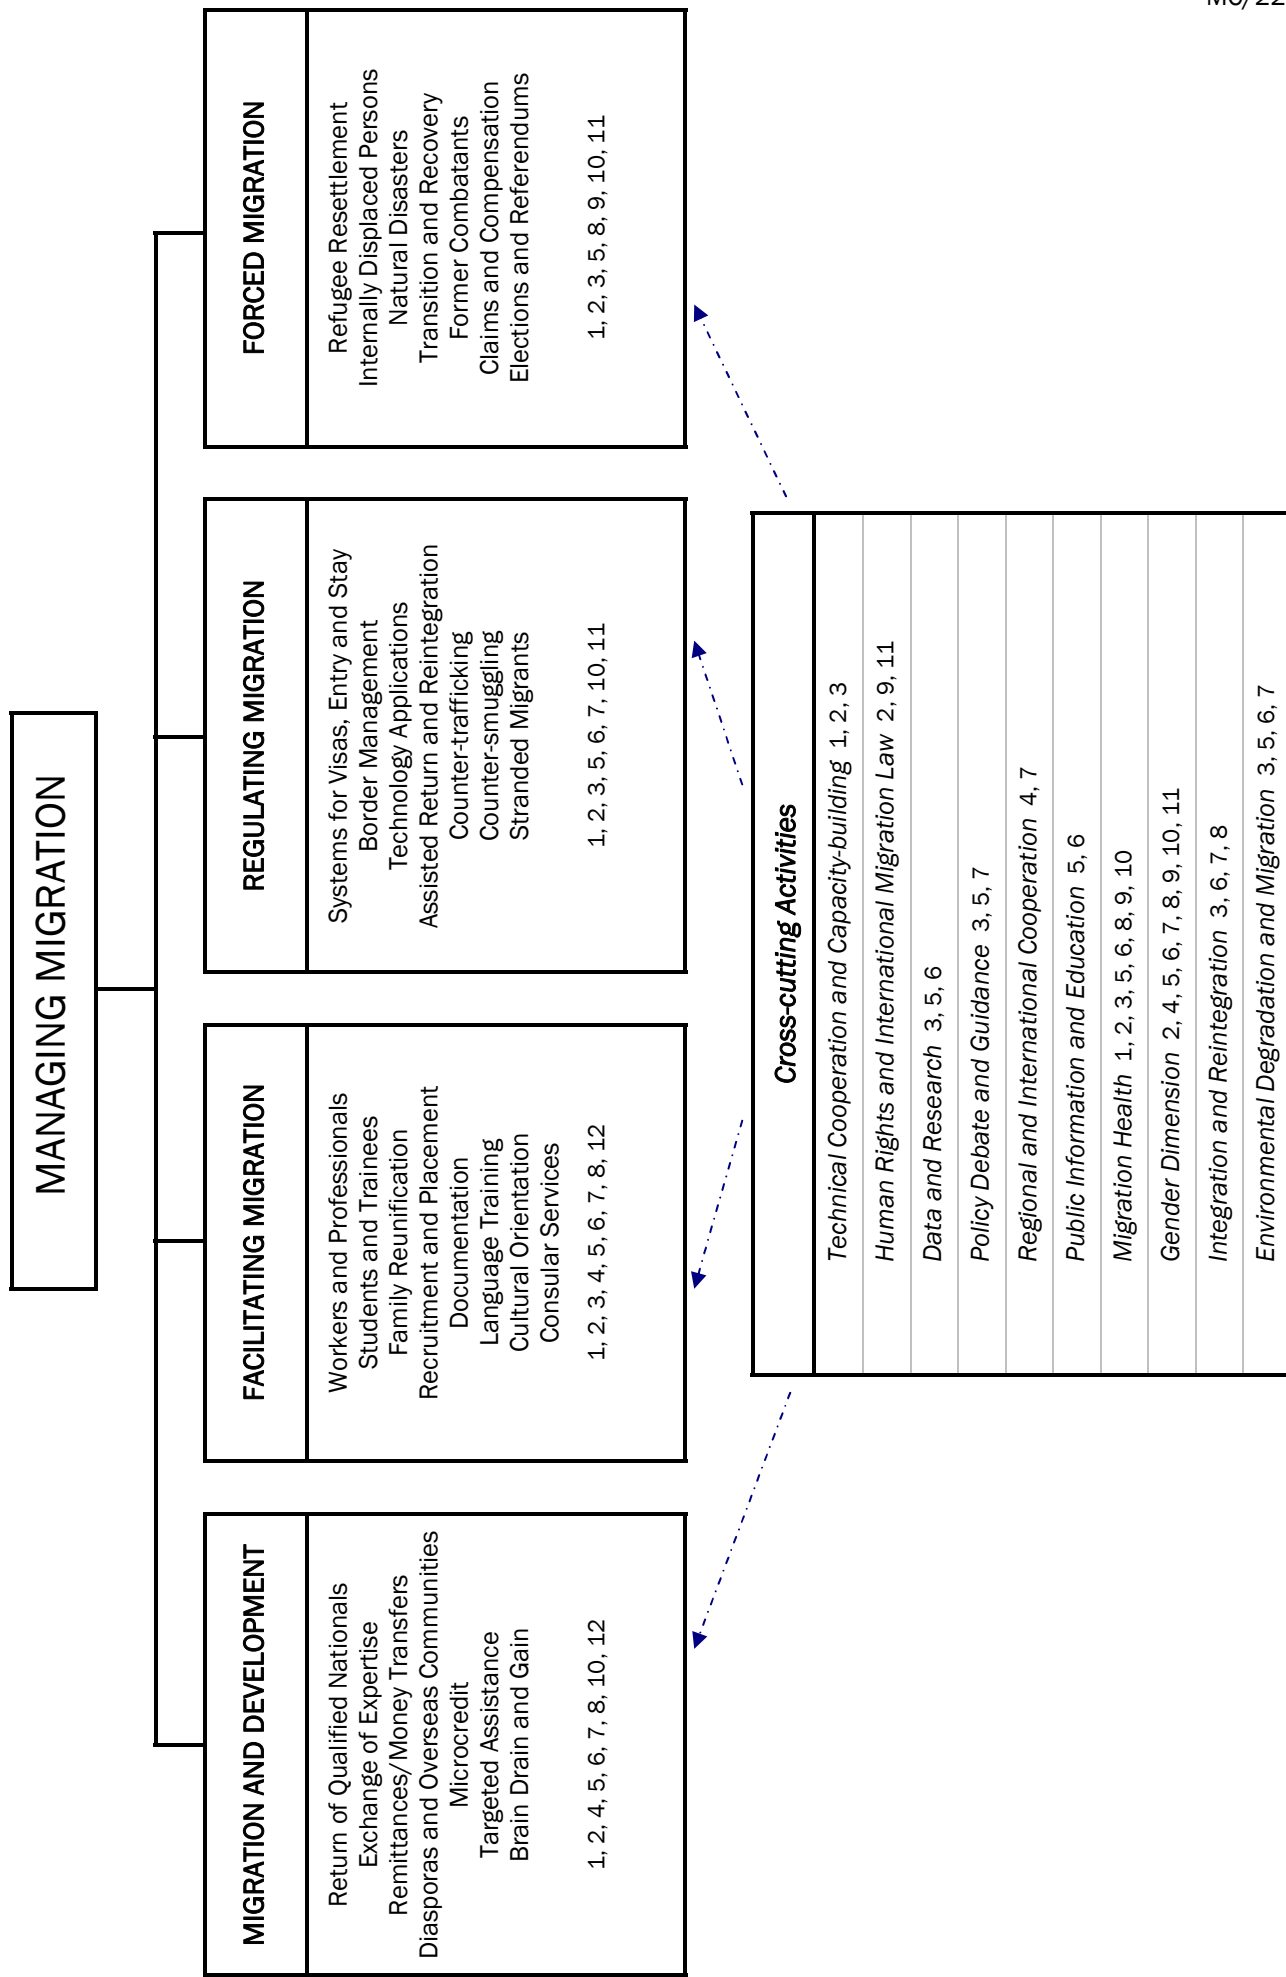 MANAGING MIGRATION
MIGRATION AND DEVELOPMENT
Return of Qualified Nationals
Exchange of Expertise
Remittances/Money Transfers
Diasporas and Overseas Communities
Microcredit
Targeted Assistance
Brain Drain and Gain
1, 2, 4, 5, 6, 7, 8, 10, 12
FACILITATING MIGRATION
Workers and Professionals
Students and Trainees
Family Reunification
Recruitment and Placement
Documentation
Language Training
Cultural Orientation
Consular Services
1, 2, 3, 4, 5, 6, 7, 8, 12
REGULATING MIGRATION
Systems for Visas, Entry and Stay
Border Management
Technology Applications
Assisted Return and Reintegration
Counter-trafficking
Counter-smuggling
Stranded Migrants
1, 2, 3, 5, 6, 7, 10, 11
FORCED MIGRATION
Refugee Resettlement
Internally Displaced Persons
Natural Disasters
Transition and Recovery
Former Combatants
Claims and Compensation
Elections and Referendums
1, 2, 3, 5, 8, 9, 10, 11
Cross-cutting Activities
Technical Cooperation and Capacity-building 1, 2, 3
Human Rights and International Migration Law 2, 9, 11
Data and Research 3, 5, 6
Policy Debate and Guidance 3, 5, 7
Regional and International Cooperation 4, 7
Public Information and Education 5, 6
Migration Health 1, 2, 3, 5, 6, 8, 9, 10
Gender Dimension 2, 4, 5, 6, 7, 8, 9, 10, 11
Integration and Reintegration 3, 6, 7, 8
Environmental Degradation and Migration 3, 5, 6, 7